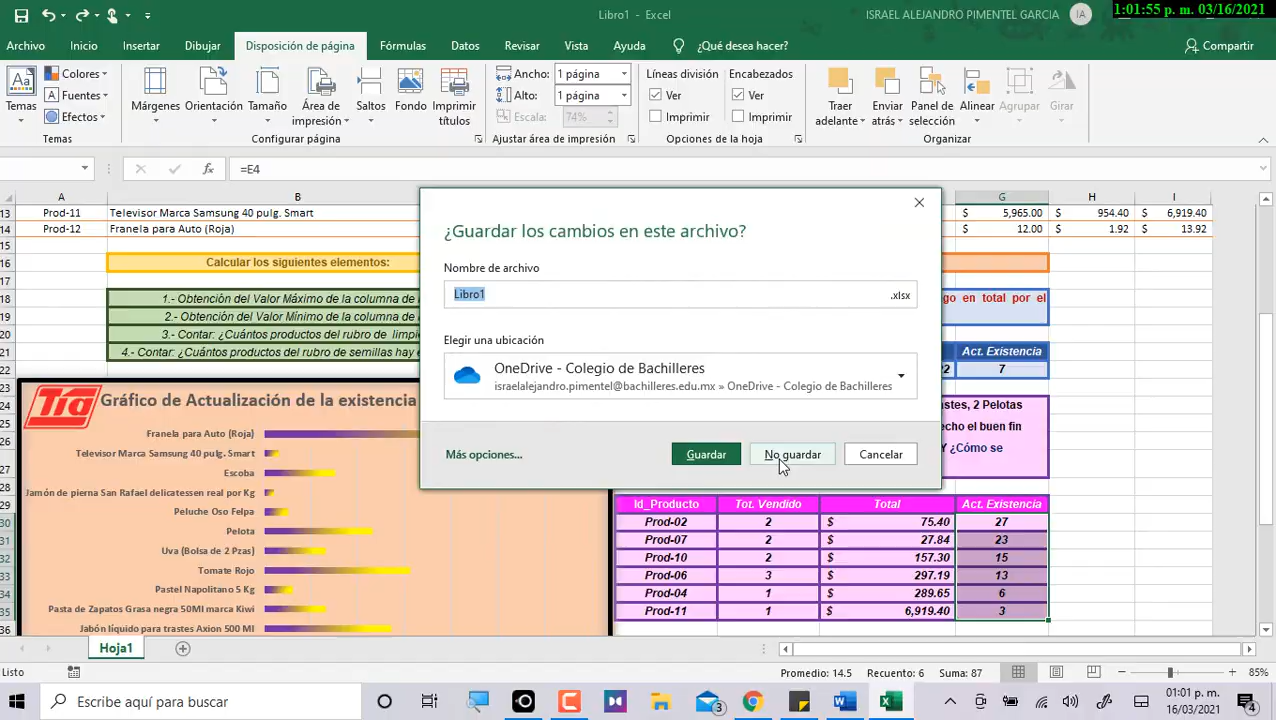 Libro1 - Excel
ISRAEL ALEJANDRO PIMENTEL GARCIA
IA
1:01:55 p. m. 03/16/2021
Archivo
Inicio
Insertar
Dibujar
Disposición de página
Fórmulas
Datos
Revisar
Vista
Ayuda
¿Qué desea hacer?
Compartir
Aa
Temas
Colores
Fuentes
Efectos
Temas
Márgenes
Orientación
Tamaño
Área de impresión
Saltos
Fondo
Imprimir títulos
Configurar página
Ancho: 1 página
Alto: 1 página
Escala: 74%
Ajustar área de impresión
Líneas división
Ver
Imprimir
Encabezados
Ver
Imprimir
Opciones de la hoja
Traer adelante
Enviar atrás
Panel de selección
Alinear
Agrupar
Girar
Organizar
fx
=E4
A B G H I
13 Prod-11 Televisor Marca Samsung 40 pulg. Smart $ 5,965.00 $ 954.40 $ 6,919.40
14 Prod-12 Franela para Auto (Roja) $ 12.00 $ 1.92 $ 13.92
15
16 Calcular los siguientes elementos:
17
18 1.- Obtenciòn del Valor Màximo de la columna de
19 2.- Obtenciòn del Valor Mìnimo de la columna de
20 3.- Contar: ¿Cuántos productos del rubro de limpie
21 4.- Contar: ¿Cuántos productos del rubro de semillas hay e
22
23
24
25
26
27
28
29
30
31
32
33
34
35
36
go en total por el
Act. Existencia
2 7
stes, 2 Pelotas
echo el buen fin
Y ¿Cómo se
¿Guardar los cambios en este archivo?
Nombre de archivo
Libro1 .xlsx
Elegir una ubicación
OneDrive - Colegio de Bachilleres
israelalejandro.pimentel@bachilleres.edu.mx » OneDrive - Colegio de Bachilleres
Más opciones...
Guardar
No guardar
Cancelar
Tía
Gráfico de Actualización de la existencia
Franela para Auto (Roja)
Televisor Marca Samsung 40 pulg. Smart
Escoba
Jamón de pierna San Rafael delicatessen real por Kg
Peluche Oso Felpa
Pelota
Uva (Bolsa de 2 Pzas)
Tomate Rojo
Pastel Napolitano 5 Kg
Pasta de Zapatos Grasa negra 50Ml marca Kiwi
Jabón líquido para trastes Axion 500 Ml
Id_Producto Tot. Vendido Total Act. Existencia
Prod-02 2 $ 75.40 27
Prod-07 2 $ 27.84 23
Prod-10 2 $ 157.30 15
Prod-06 3 $ 297.19 13
Prod-04 1 $ 289.65 6
Prod-11 1 $ 6,919.40 3
Hoja1
Listo
Promedio: 14.5 Recuento: 6 Suma: 87
85%
Escribe aquí para buscar
3
01:01 p. m.
16/03/2021
4